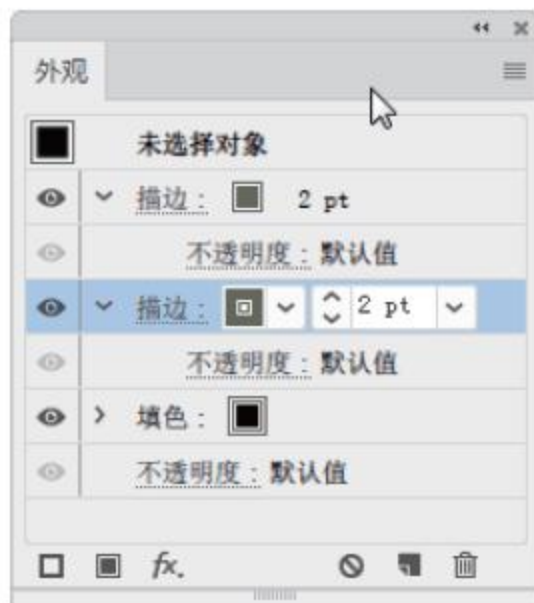 外观
未选择对象
描边： 2 pt
不透明度：默认值
描边： 2 pt
不透明度：默认值
填色：
不透明度：默认值
fx.